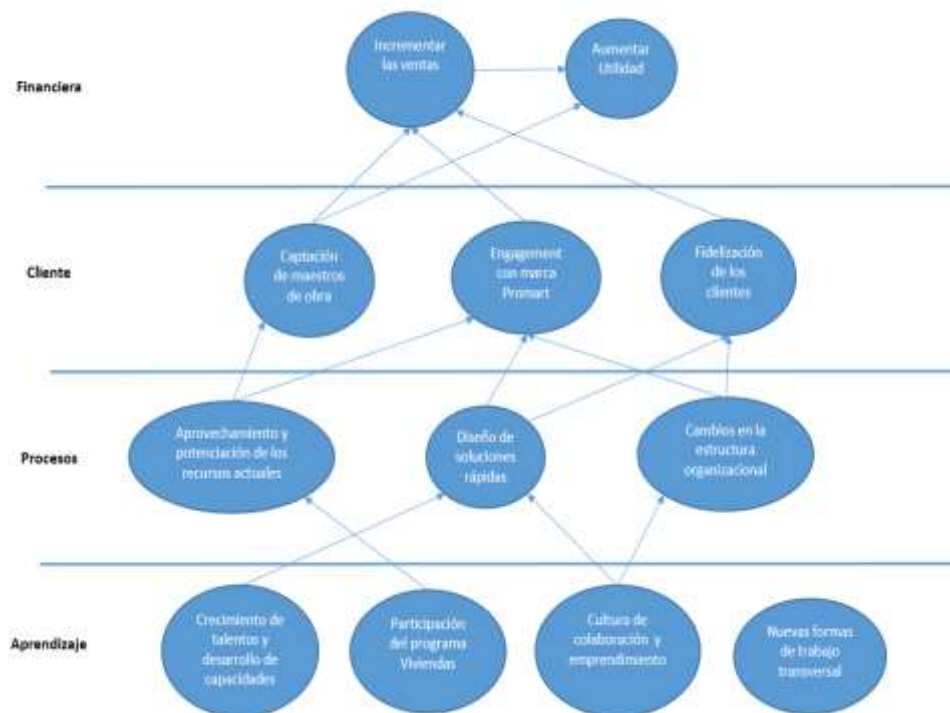 Financiera
Incrementar
las ventas
Aumentar
Utilidad
Cliente
Captación
de maestros
de obra
Engagement
con marca
Promart
Fidelización
de los
clientes
Procesos
Aprovechamiento y
potenciación de los
recursos actuales
Diseño de
soluciones
rápidas
Cambios en la
estructura
organizacional
Aprendizaje
Crecimiento de
talentos y
desarrollo de
capacidades
Participación
del programa
Viviendas
Cultura de
colaboración y
emprendimiento
Nuevas formas
de trabajo
transversal